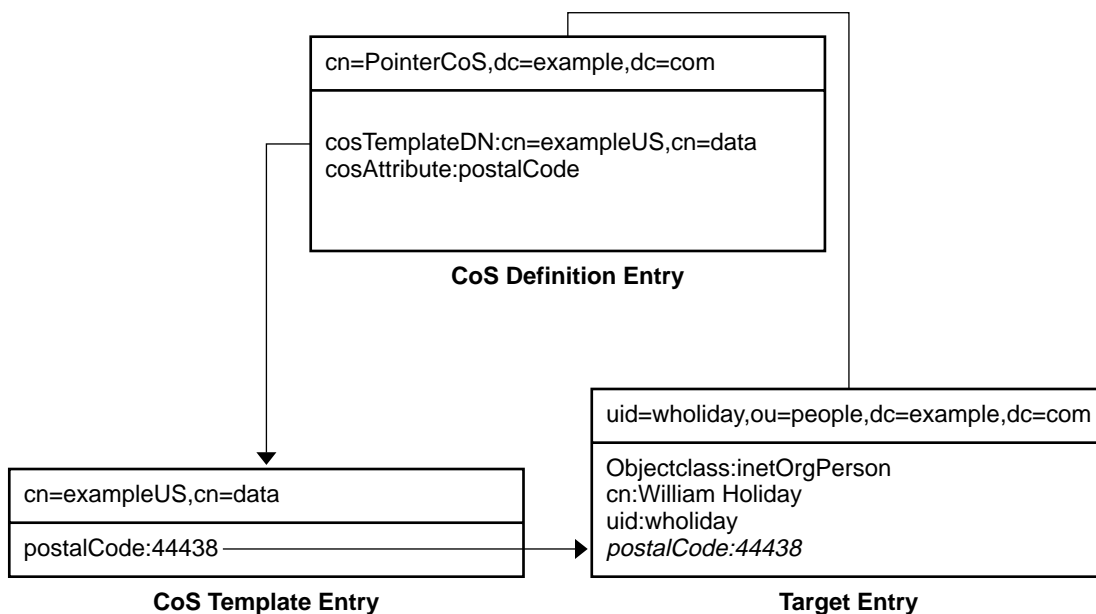 cn=PointerCoS,dc=example,dc=com
cosTemplateDN:cn=exampleUS,cn=data
cosAttribute:postalCode
CoS Definition Entry
cn=exampleUS,cn=data
postalCode:44438
CoS Template Entry
uid=wholiday,ou=people,dc=example,dc=com
Objectclass:inetOrgPerson
cn:William Holiday
uid:wholiday
postalCode:44438
Target Entry